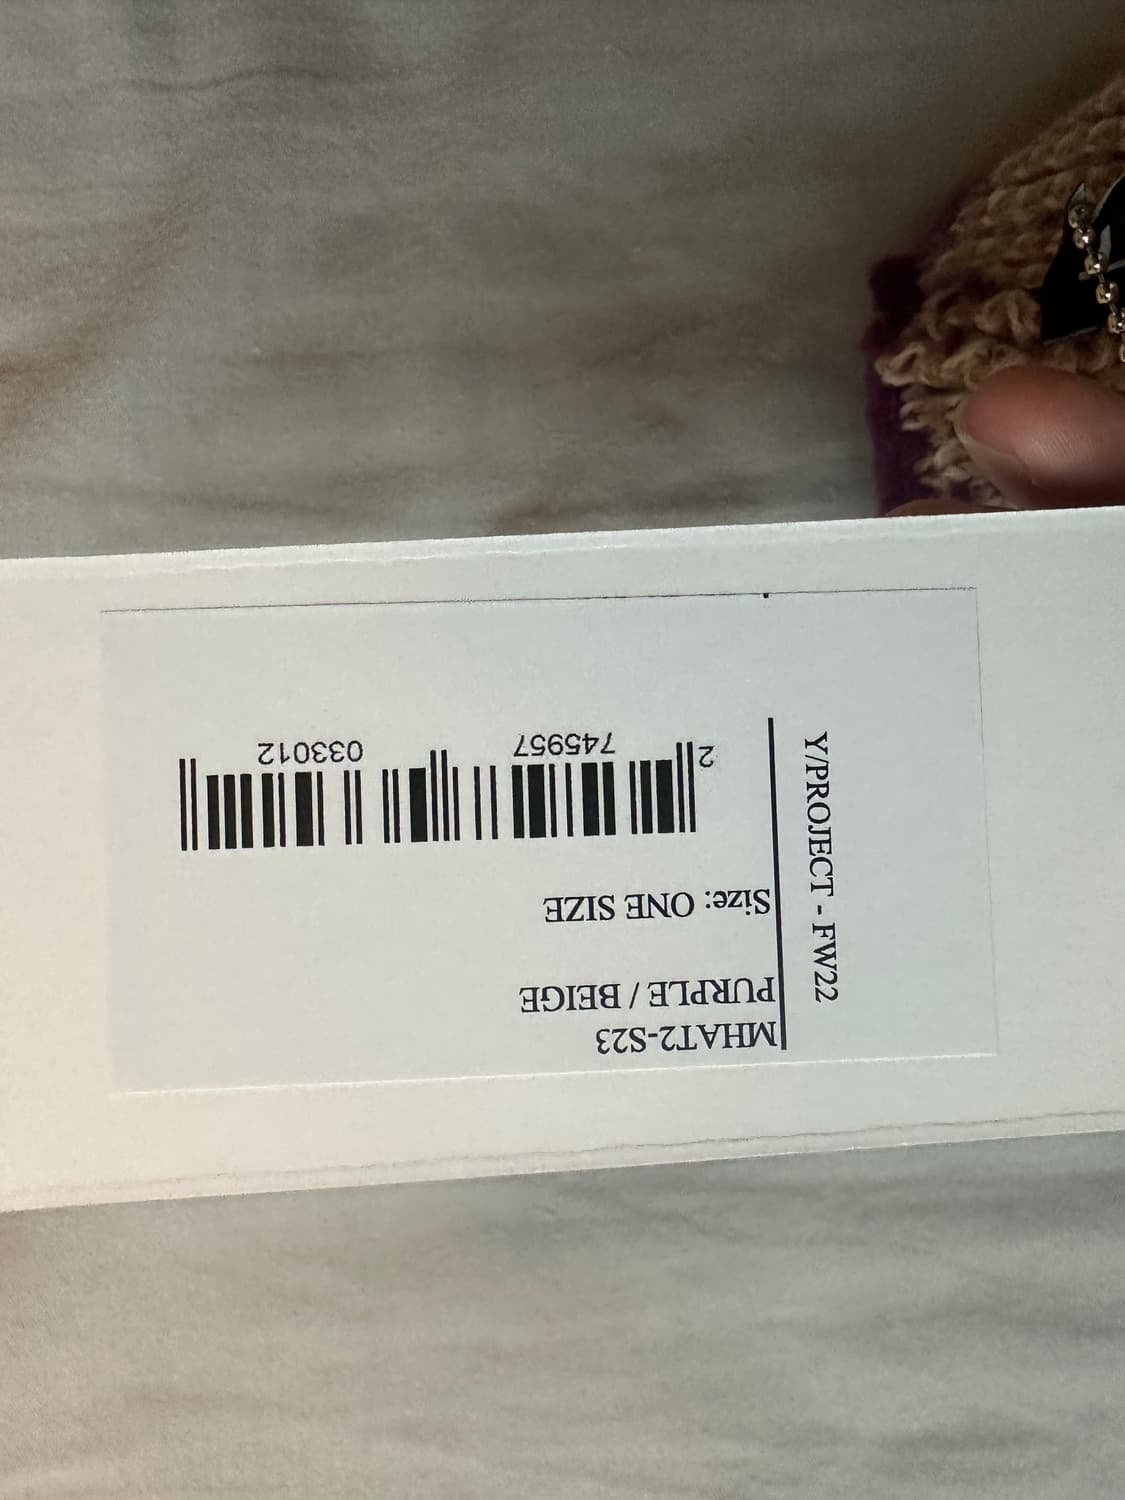 MHAT2-S23
PURPLE / BEIGE
Size: ONE SIZE
2 745957 033012
Y/PROJECT - FW22